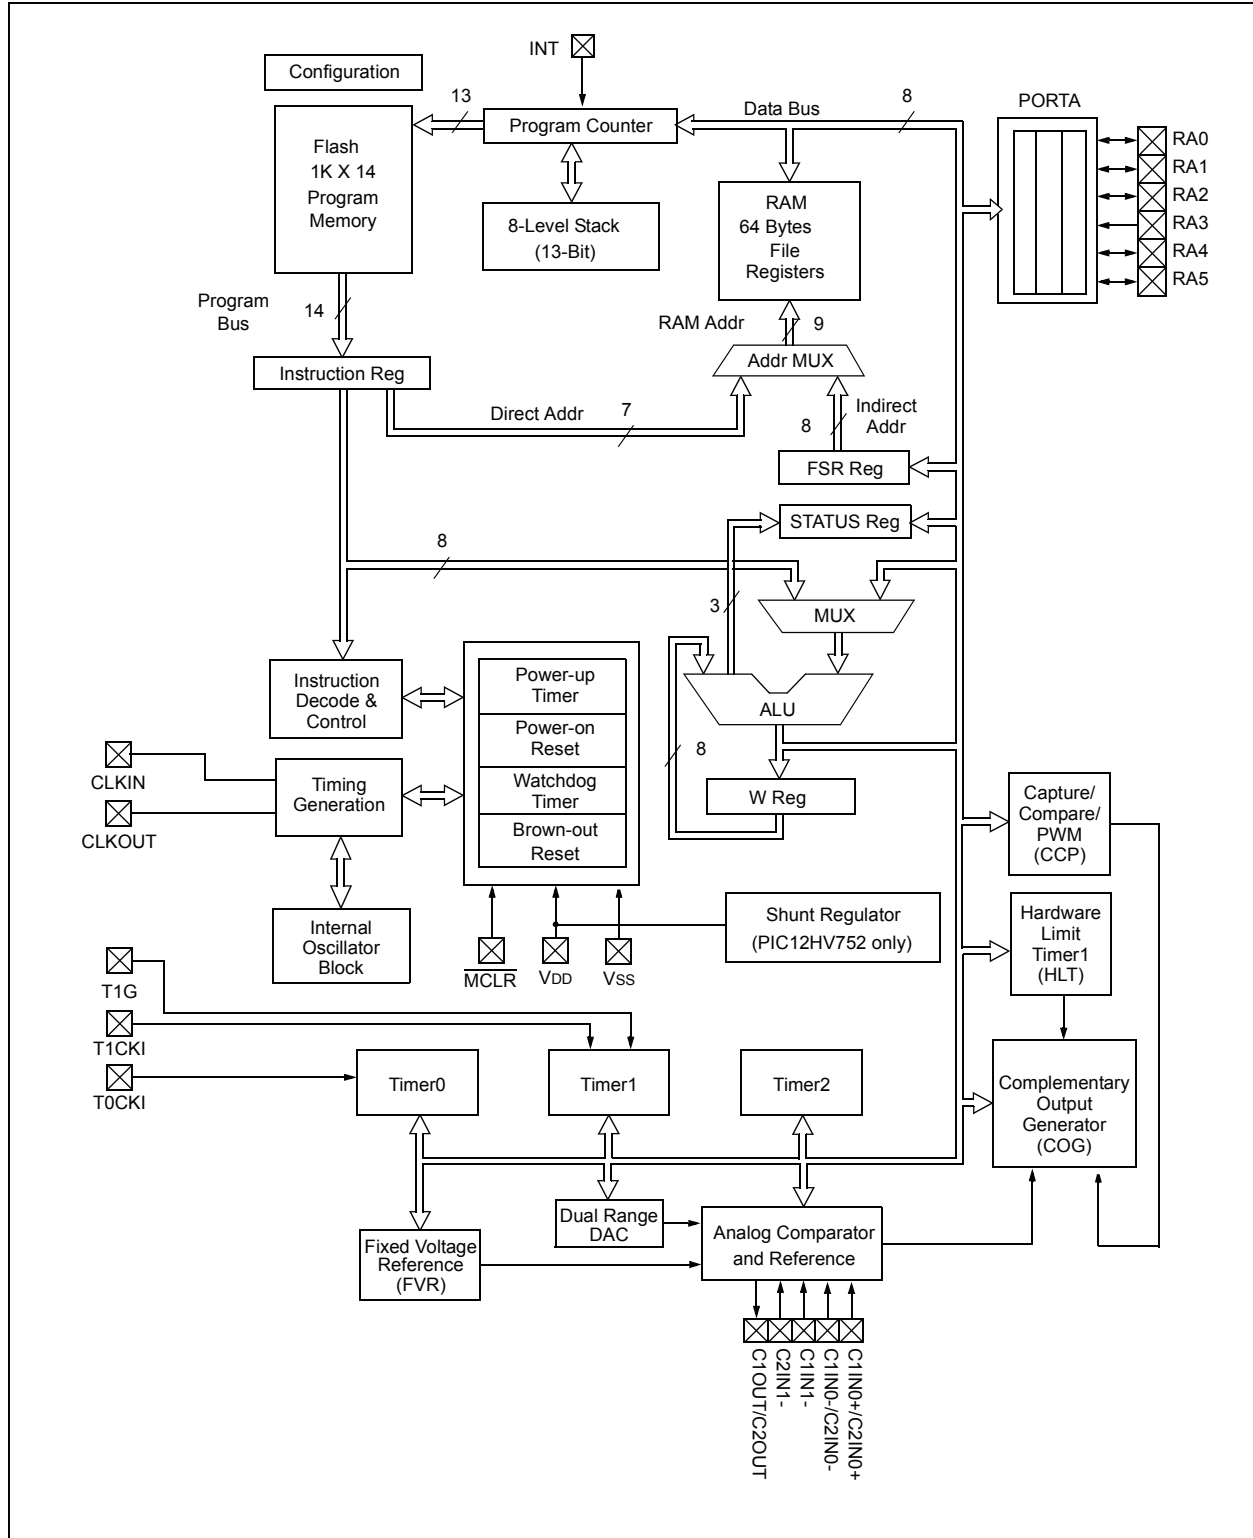 INT
Configuration
13
Data Bus
8
PORTA
Program Counter
Flash
1K X 14
Program
Memory
RA0
RA1
RA2
RA3
RA4
RA5
8-Level Stack
(13-Bit)
RAM
64 Bytes
File
Registers
Program
Bus
14
RAM Addr
9
Addr MUX
Instruction Reg
Direct Addr
7
Indirect
Addr
8
FSR Reg
STATUS Reg
8
3
MUX
Instruction
Decode &
Control
Power-up
Timer
Power-on
Reset
Watchdog
Timer
Brown-out
Reset
ALU
8
W Reg
CLKIN
CLKOUT
Timing
Generation
Internal
Oscillator
Block
Capture/
Compare/
PWM
(CCP)
Shunt Regulator
(PIC12HV752 only)
Hardware
Limit
Timer1
(HLT)
MCLR
VDD
VSS
T1G
T1CKI
T0CKI
Timer0
Timer1
Timer2
Complementary
Output
Generator
(COG)
Dual Range
DAC
Analog Comparator
and Reference
Fixed Voltage
Reference
(FVR)
C1OUT/C2OUT
C2IN1-
C1IN1-
C1IN0-/C2IN0-
C1IN0+/C2IN0+